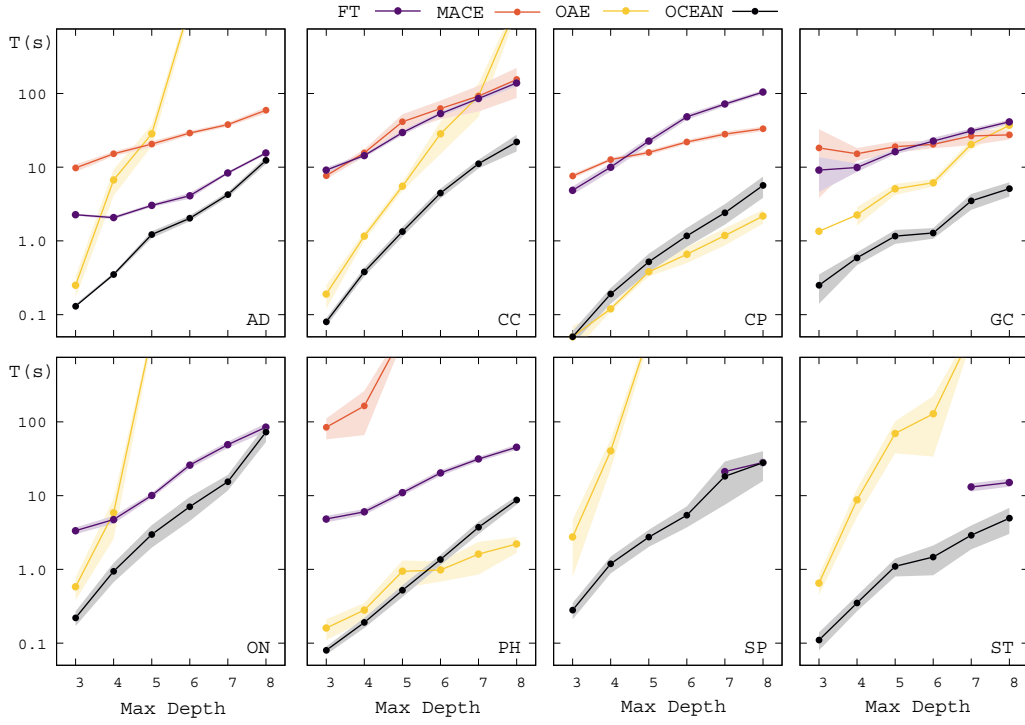 FT MACE OAE OCEAN
T(s)
100
10
1.0
0.1
AD CC CP GC
T(s)
100
10
1.0
0.1
ON PH SP ST
3 4 5 6 7 8 3 4 5 6 7 8 3 4 5 6 7 8 3 4 5 6 7 8
Max Depth Max Depth Max Depth Max Depth